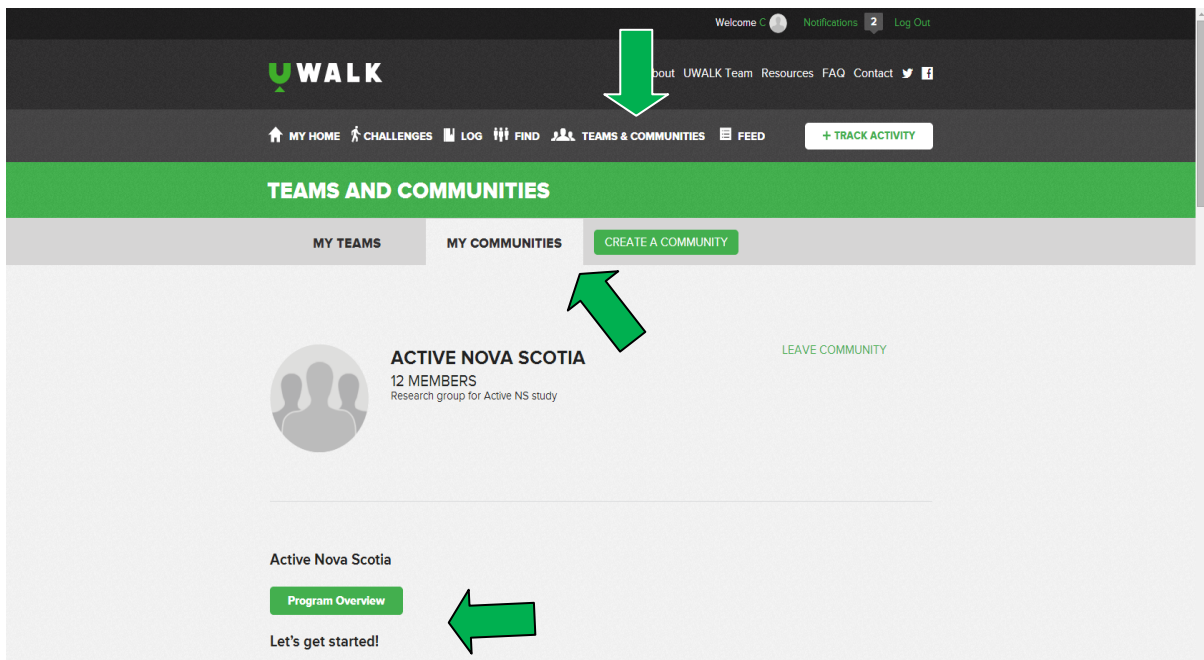 Welcome C Notifications 2 Log Out
UWALK
bout UWALK Team Resources FAQ Contact
MY HOME CHALLENGES LOG FIND TEAMS & COMMUNITIES FEED + TRACK ACTIVITY
TEAMS AND COMMUNITIES
MY TEAMS MY COMMUNITIES CREATE A COMMUNITY
ACTIVE NOVA SCOTIA
LEAVE COMMUNITY
12 MEMBERS
Research group for Active NS study
Active Nova Scotia
Program Overview
Let's get started!